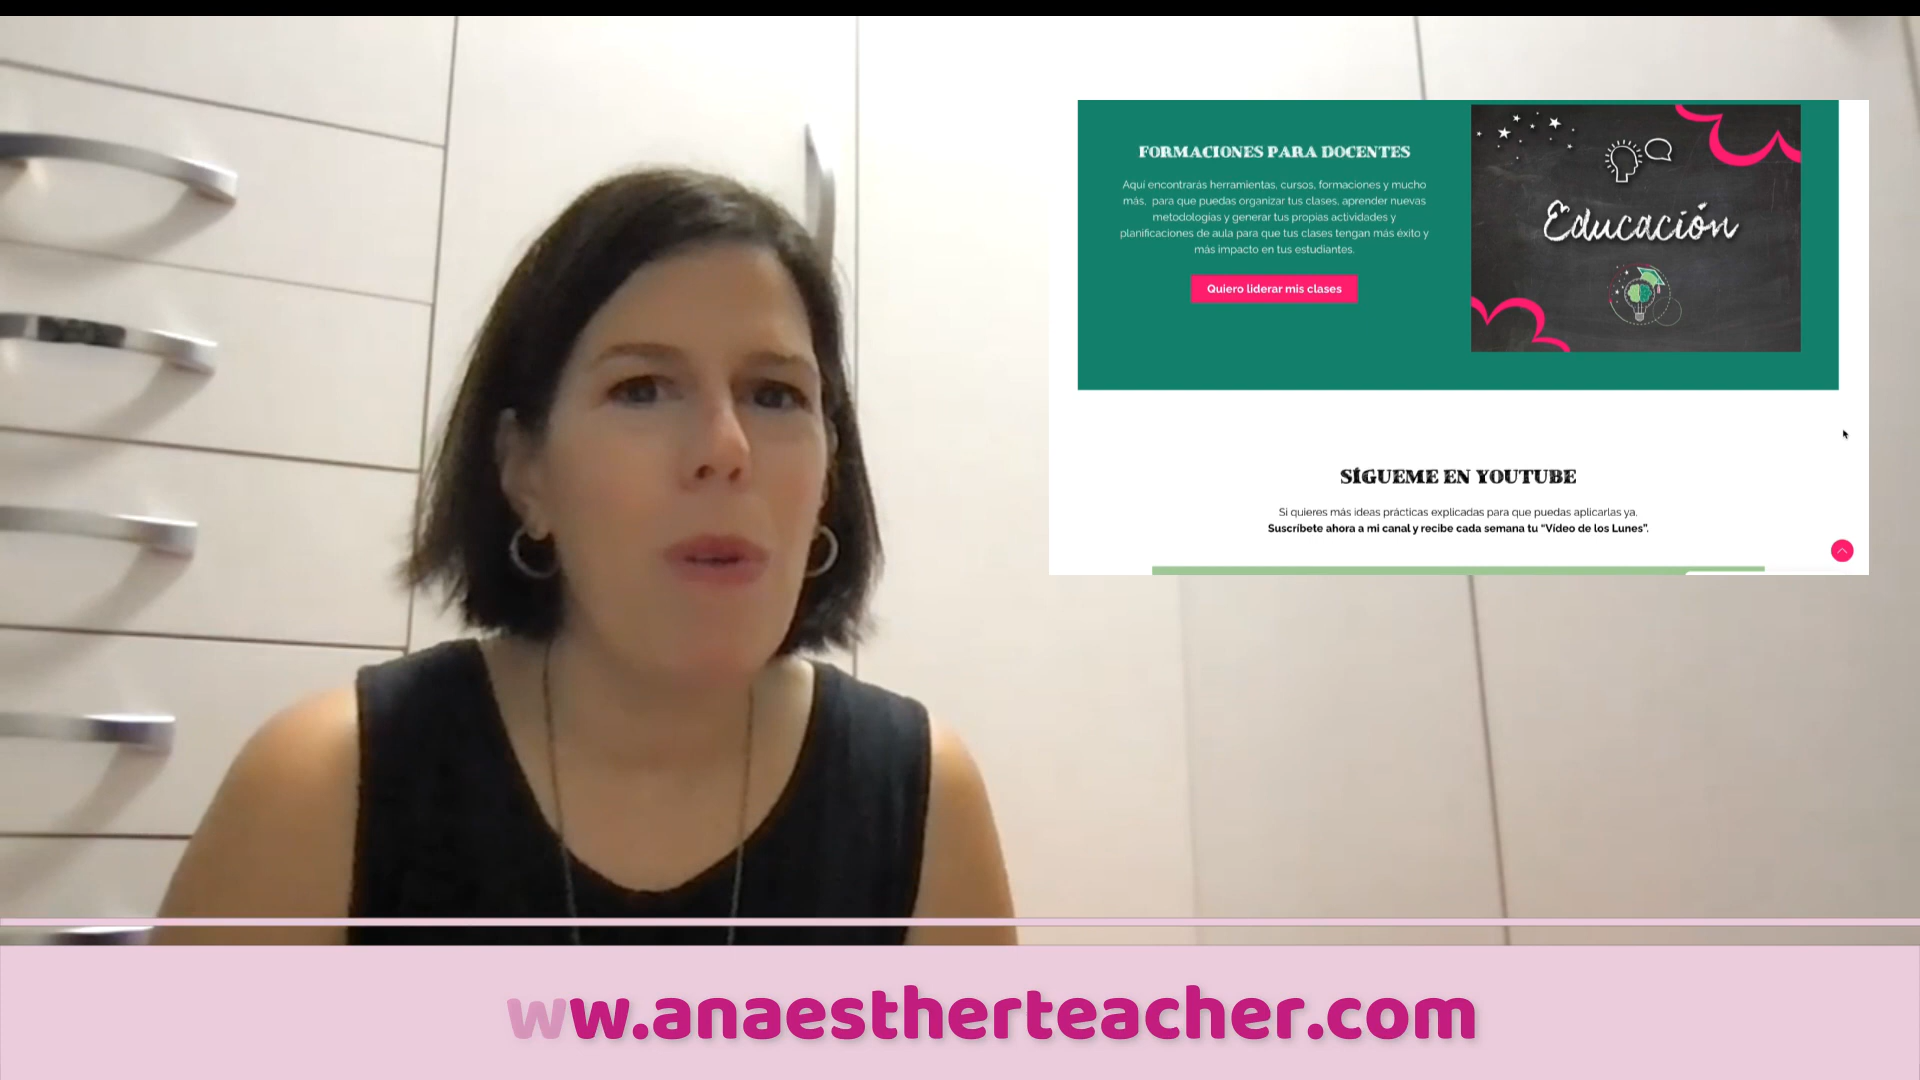 FORMACIONES PARA DOCENTES
Aquí encontrarás herramientas, cursos, formaciones y mucho
más, para que puedas organizar tus clases, aprender nuevas
metodologías y generar tus propias actividades y
planificaciones de aula para que tus clases tengan más éxito y
más impacto en tus estudiantes.
Quiero liderar mis clases
Educación
SÍGUEME EN YOUTUBE
Si quieres más ideas prácticas explicadas para que puedas aplicarlas ya.
Suscríbete ahora a mi canal y recibe cada semana tu "Vídeo de los Lunes".
ww.anaestherteacher.com